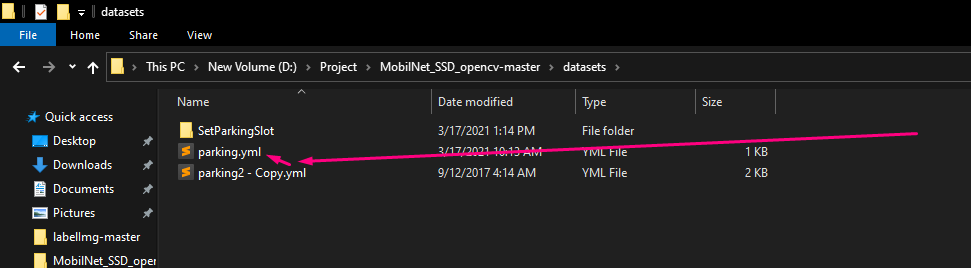 datasets
File Home Share View
This PC New Volume (D:) Project MobilNet_SSD_opencv-master datasets
Name Date modified Type Size
Quick access
SetParkingSlot 3/17/2021 1:14 PM File folder
Desktop
parking.yml 3/17/2021 10:13 AM YML File 1 KB
Downloads
parking2 - Copy.yml 9/12/2017 4:14 AM YML File 2 KB
Documents
Pictures
labelImg-master
MobilNet_SSD_open